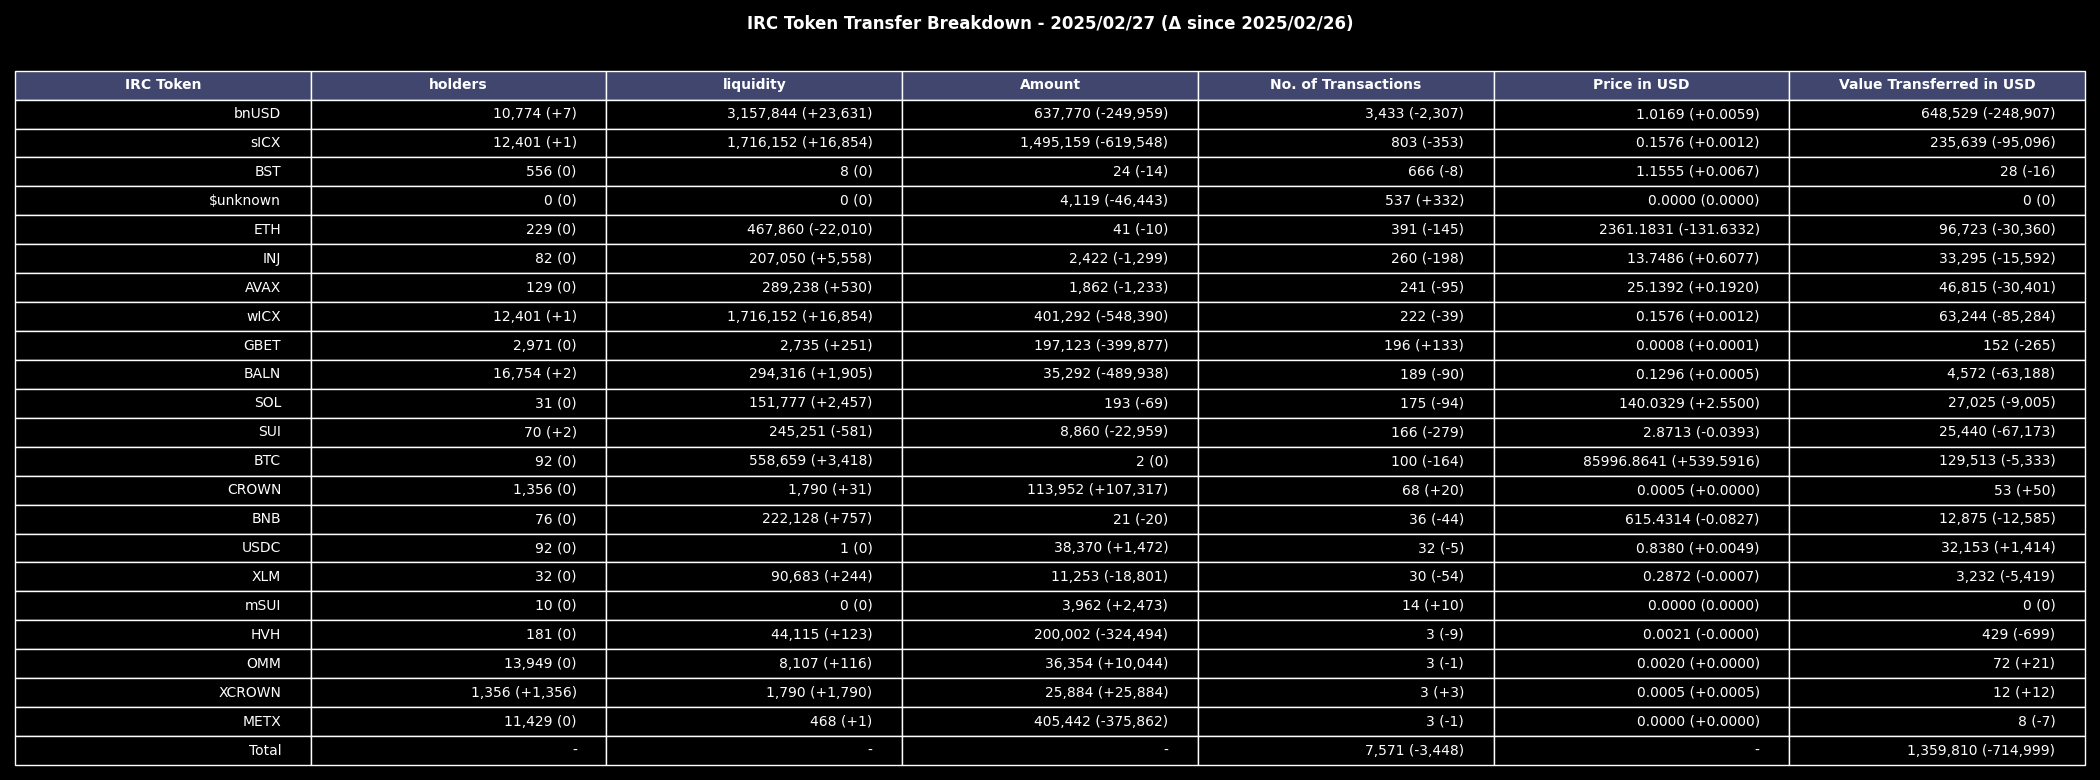 IRC Token Transfer Breakdown - 2025/02/27 (Δ since 2025/02/26)
IRC Token holders liquidity Amount No. of Transactions Price in USD Value Transferred in USD
bnUSD 10,774 (+7) 3,157,844 (+23,631) 637,770 (-249,959) 3,433 (-2,307) 1.0169 (+0.0059) 648,529 (-248,907)
sICX 12,401 (+1) 1,716,152 (+16,854) 1,495,159 (-619,548) 803 (-353) 0.1576 (+0.0012) 235,639 (-95,096)
BST 556 (0) 8 (0) 24 (-14) 666 (-8) 1.1555 (+0.0067) 28 (-16)
$unknown 0 (0) 0 (0) 4,119 (-46,443) 537 (+332) 0.0000 (0.0000) 0 (0)
ETH 229 (0) 467,860 (-22,010) 41 (-10) 391 (-145) 2361.1831 (-131.6332) 96,723 (-30,360)
INJ 82 (0) 207,050 (+5,558) 2,422 (-1,299) 260 (-198) 13.7486 (+0.6077) 33,295 (-15,592)
AVAX 129 (0) 289,238 (+530) 1,862 (-1,233) 241 (-95) 25.1392 (+0.1920) 46,815 (-30,401)
wICX 12,401 (+1) 1,716,152 (+16,854) 401,292 (-548,390) 222 (-39) 0.1576 (+0.0012) 63,244 (-85,284)
GBET 2,971 (0) 2,735 (+251) 197,123 (-399,877) 196 (+133) 0.0008 (+0.0001) 152 (-265)
BALN 16,754 (+2) 294,316 (+1,905) 35,292 (-489,938) 189 (-90) 0.1296 (+0.0005) 4,572 (-63,188)
SOL 31 (0) 151,777 (+2,457) 193 (-69) 175 (-94) 140.0329 (+2.5500) 27,025 (-9,005)
SUI 70 (+2) 245,251 (-581) 8,860 (-22,959) 166 (-279) 2.8713 (-0.0393) 25,440 (-67,173)
BTC 92 (0) 558,659 (+3,418) 2 (0) 100 (-164) 85996.8641 (+539.5916) 129,513 (-5,333)
CROWN 1,356 (0) 1,790 (+31) 113,952 (+107,317) 68 (+20) 0.0005 (+0.0000) 53 (+50)
BNB 76 (0) 222,128 (+757) 21 (-20) 36 (-44) 615.4314 (-0.0827) 12,875 (-12,585)
USDC 92 (0) 1 (0) 38,370 (+1,472) 32 (-5) 0.8380 (+0.0049) 32,153 (+1,414)
XLM 32 (0) 90,683 (+244) 11,253 (-18,801) 30 (-54) 0.2872 (-0.0007) 3,232 (-5,419)
mSUI 10 (0) 0 (0) 3,962 (+2,473) 14 (+10) 0.0000 (0.0000) 0 (0)
HVH 181 (0) 44,115 (+123) 200,002 (-324,494) 3 (-9) 0.0021 (-0.0000) 429 (-699)
OMM 13,949 (0) 8,107 (+116) 36,354 (+10,044) 3 (-1) 0.0020 (+0.0000) 72 (+21)
XCROWN 1,356 (+1,356) 1,790 (+1,790) 25,884 (+25,884) 3 (+3) 0.0005 (+0.0005) 12 (+12)
METX 11,429 (0) 468 (+1) 405,442 (-375,862) 3 (-1) 0.0000 (+0.0000) 8 (-7)
Total - - - 7,571 (-3,448) - 1,359,810 (-714,999)